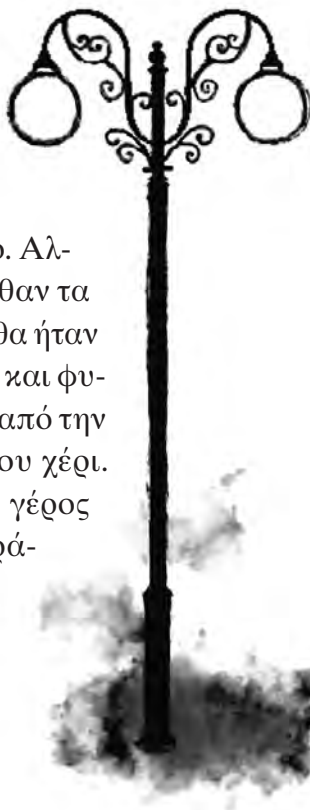 Αλ-
θαν τα
θα ήταν
και φυ-
από την
ου χέρι.
γέρος
ρά-